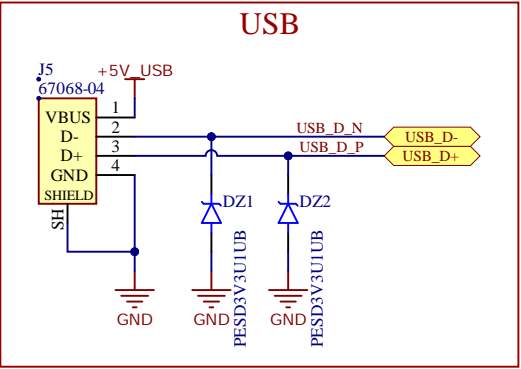 USB
J5
67068-04
+5V_USB
VBUS 1
D- 2
D+ 3
GND 4
SHIELD
SH
USB_D_N
USB_D_P
USB_D-
USB_D+
DZ1
DZ2
PESD3V3U1UB
PESD3V3U1UB
GND
GND
GND